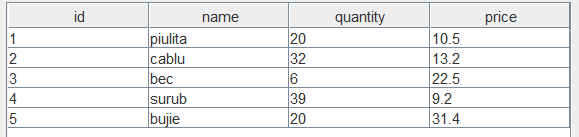 id name quantity price
1 piulita 20 10.5
2 cablu 32 13.2
3 bec 6 22.5
4 surub 39 9.2
5 bujie 20 31.4